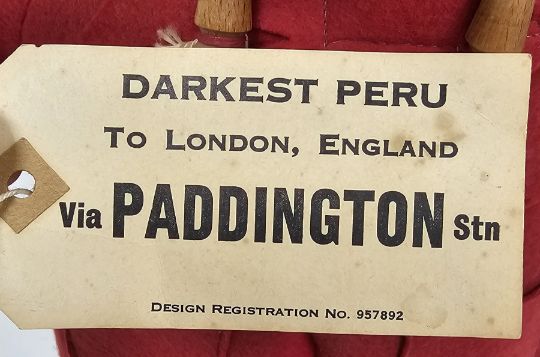 DARKEST PERU
TO LONDON, ENGLAND
Via PADDINGTON Stn
DESIGN REGISTRATION NO. 957892